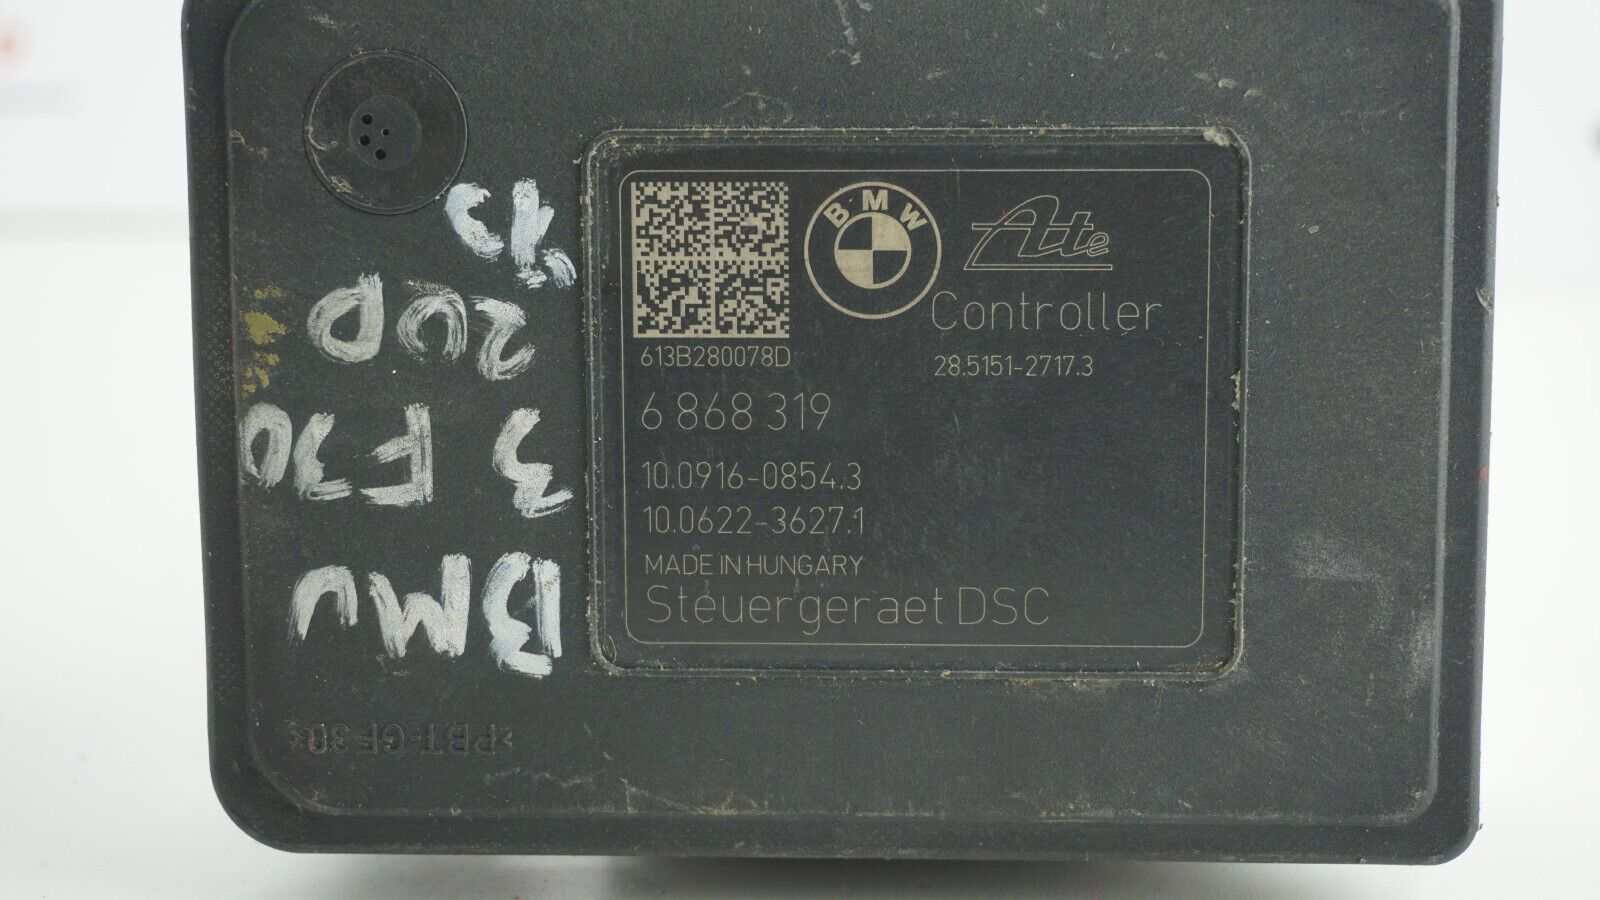 BMW
Ate
Controller
613B280078D
28.5151-2717.3
6 868 319
10.0916-0854.3
10.0622-3627.1
MADE IN HUNGARY
Steuergeraet DSC
BMW
3 F30
20D
>PBT-GF30<